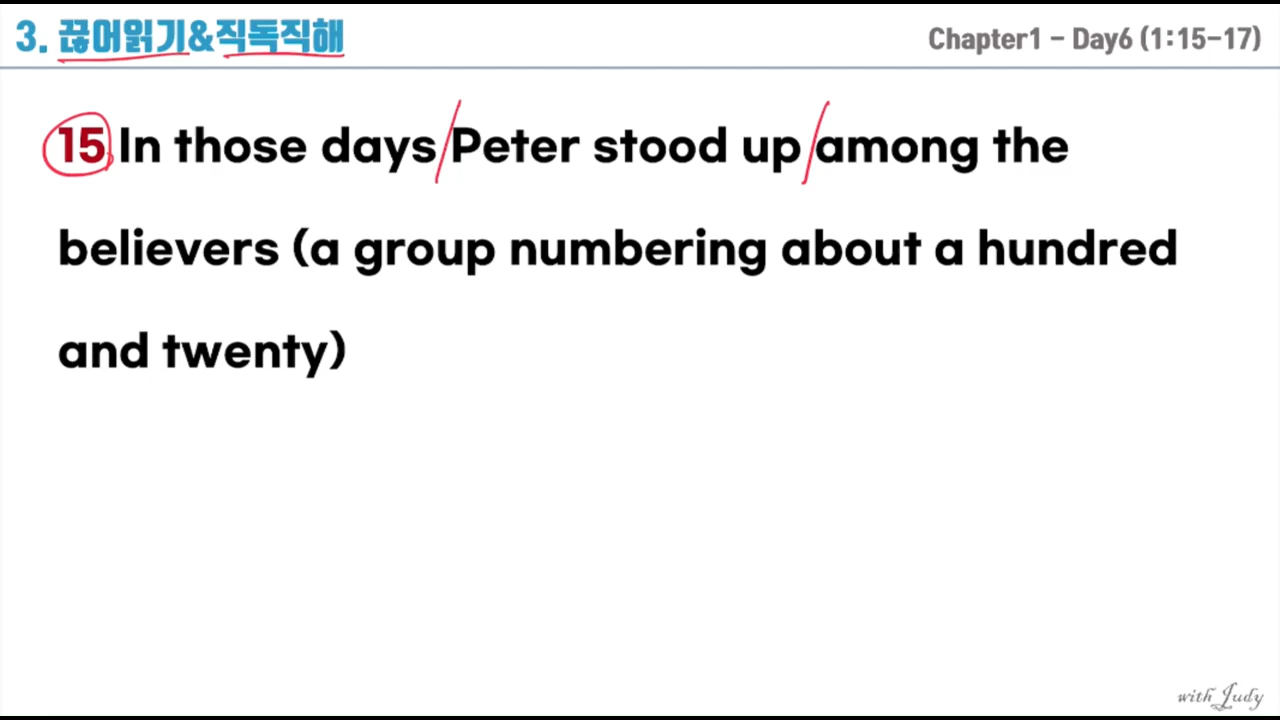 3. 끊어읽기&직독직해
Chapter1 - Day6 (1:15-17)
15 In those days Peter stood up among the
believers (a group numbering about a hundred
and twenty)
with Judy